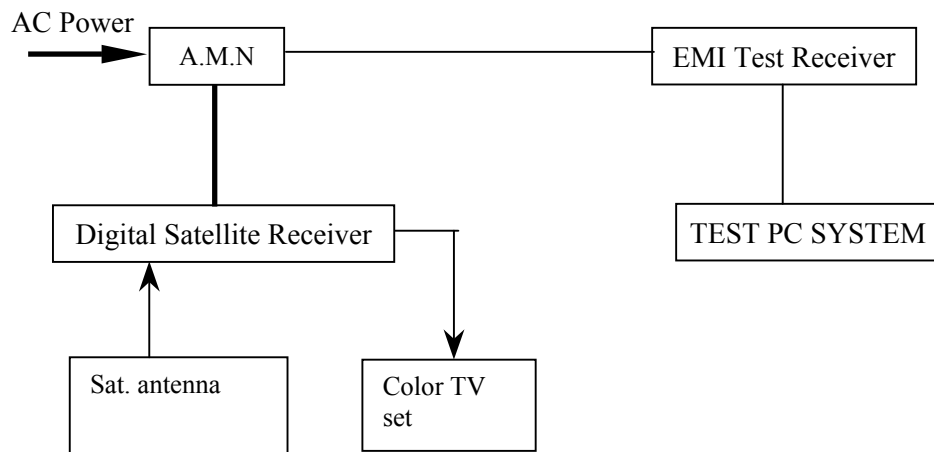 AC Power
A.M.N
EMI Test Receiver
Digital Satellite Receiver
TEST PC SYSTEM
Sat. antenna
Color TV
set